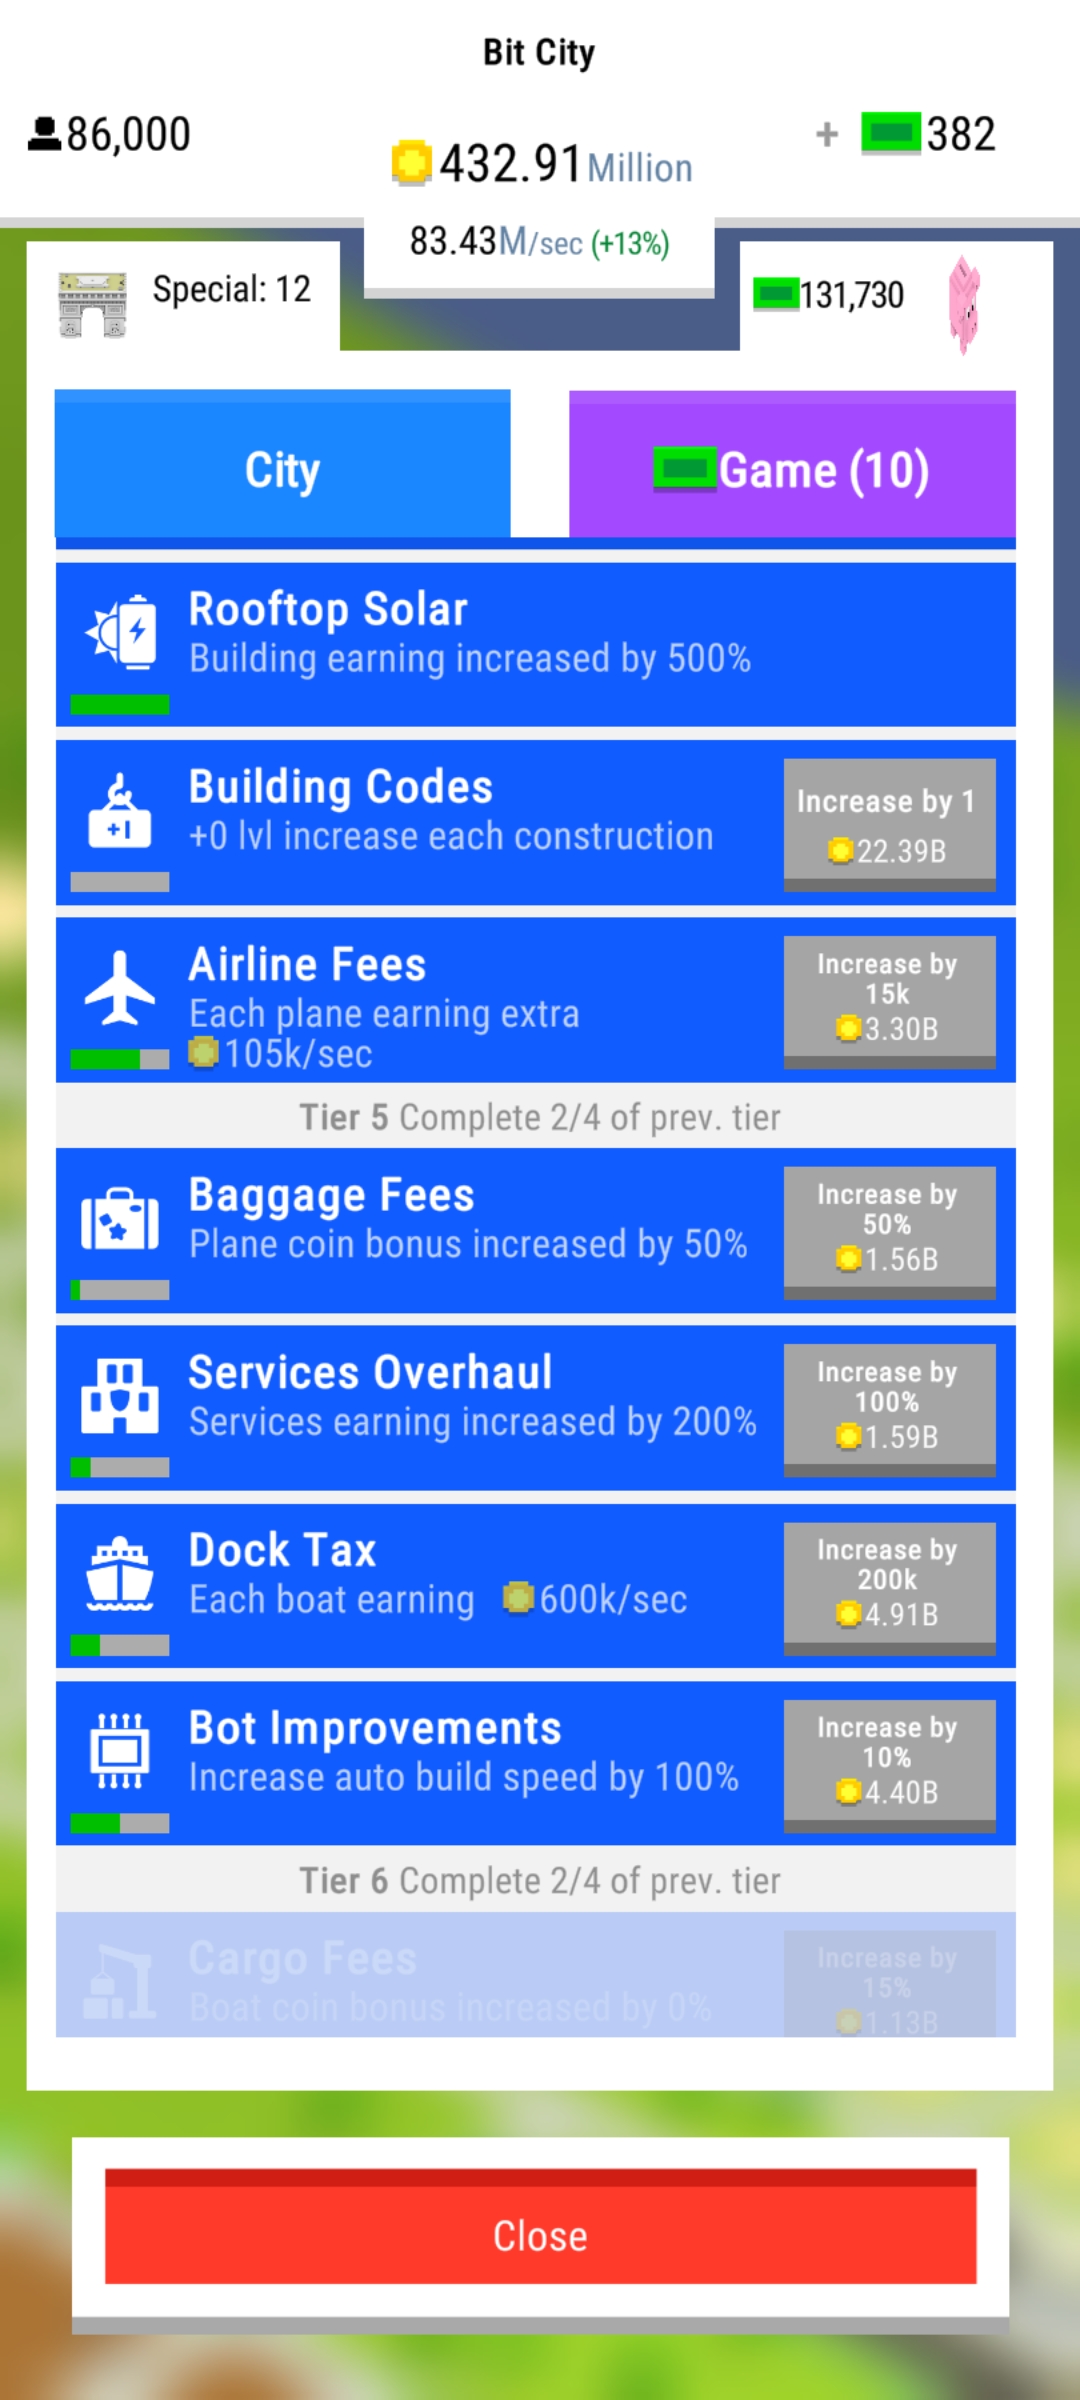 Bit City
86,000
432.91 Million
+ 382
83.43M/sec (+13%)
Special: 12
131,730
City
Game (10)
Rooftop Solar
Building earning increased by 500%
Building Codes
+0 lvl increase each construction
Increase by 1
22.39B
Airline Fees
Each plane earning extra
105k/sec
Increase by
15k
3.30B
Tier 5 Complete 2/4 of prev. tier
Baggage Fees
Plane coin bonus increased by 50%
Increase by
50%
1.56B
Services Overhaul
Services earning increased by 200%
Increase by
100%
1.59B
Dock Tax
Each boat earning 600k/sec
Increase by
200k
4.91B
Bot Improvements
Increase auto build speed by 100%
Increase by
10%
4.40B
Tier 6 Complete 2/4 of prev. tier
Cargo Fees
Boat coin bonus increased by 0%
Increase by
15%
1.13B
Close